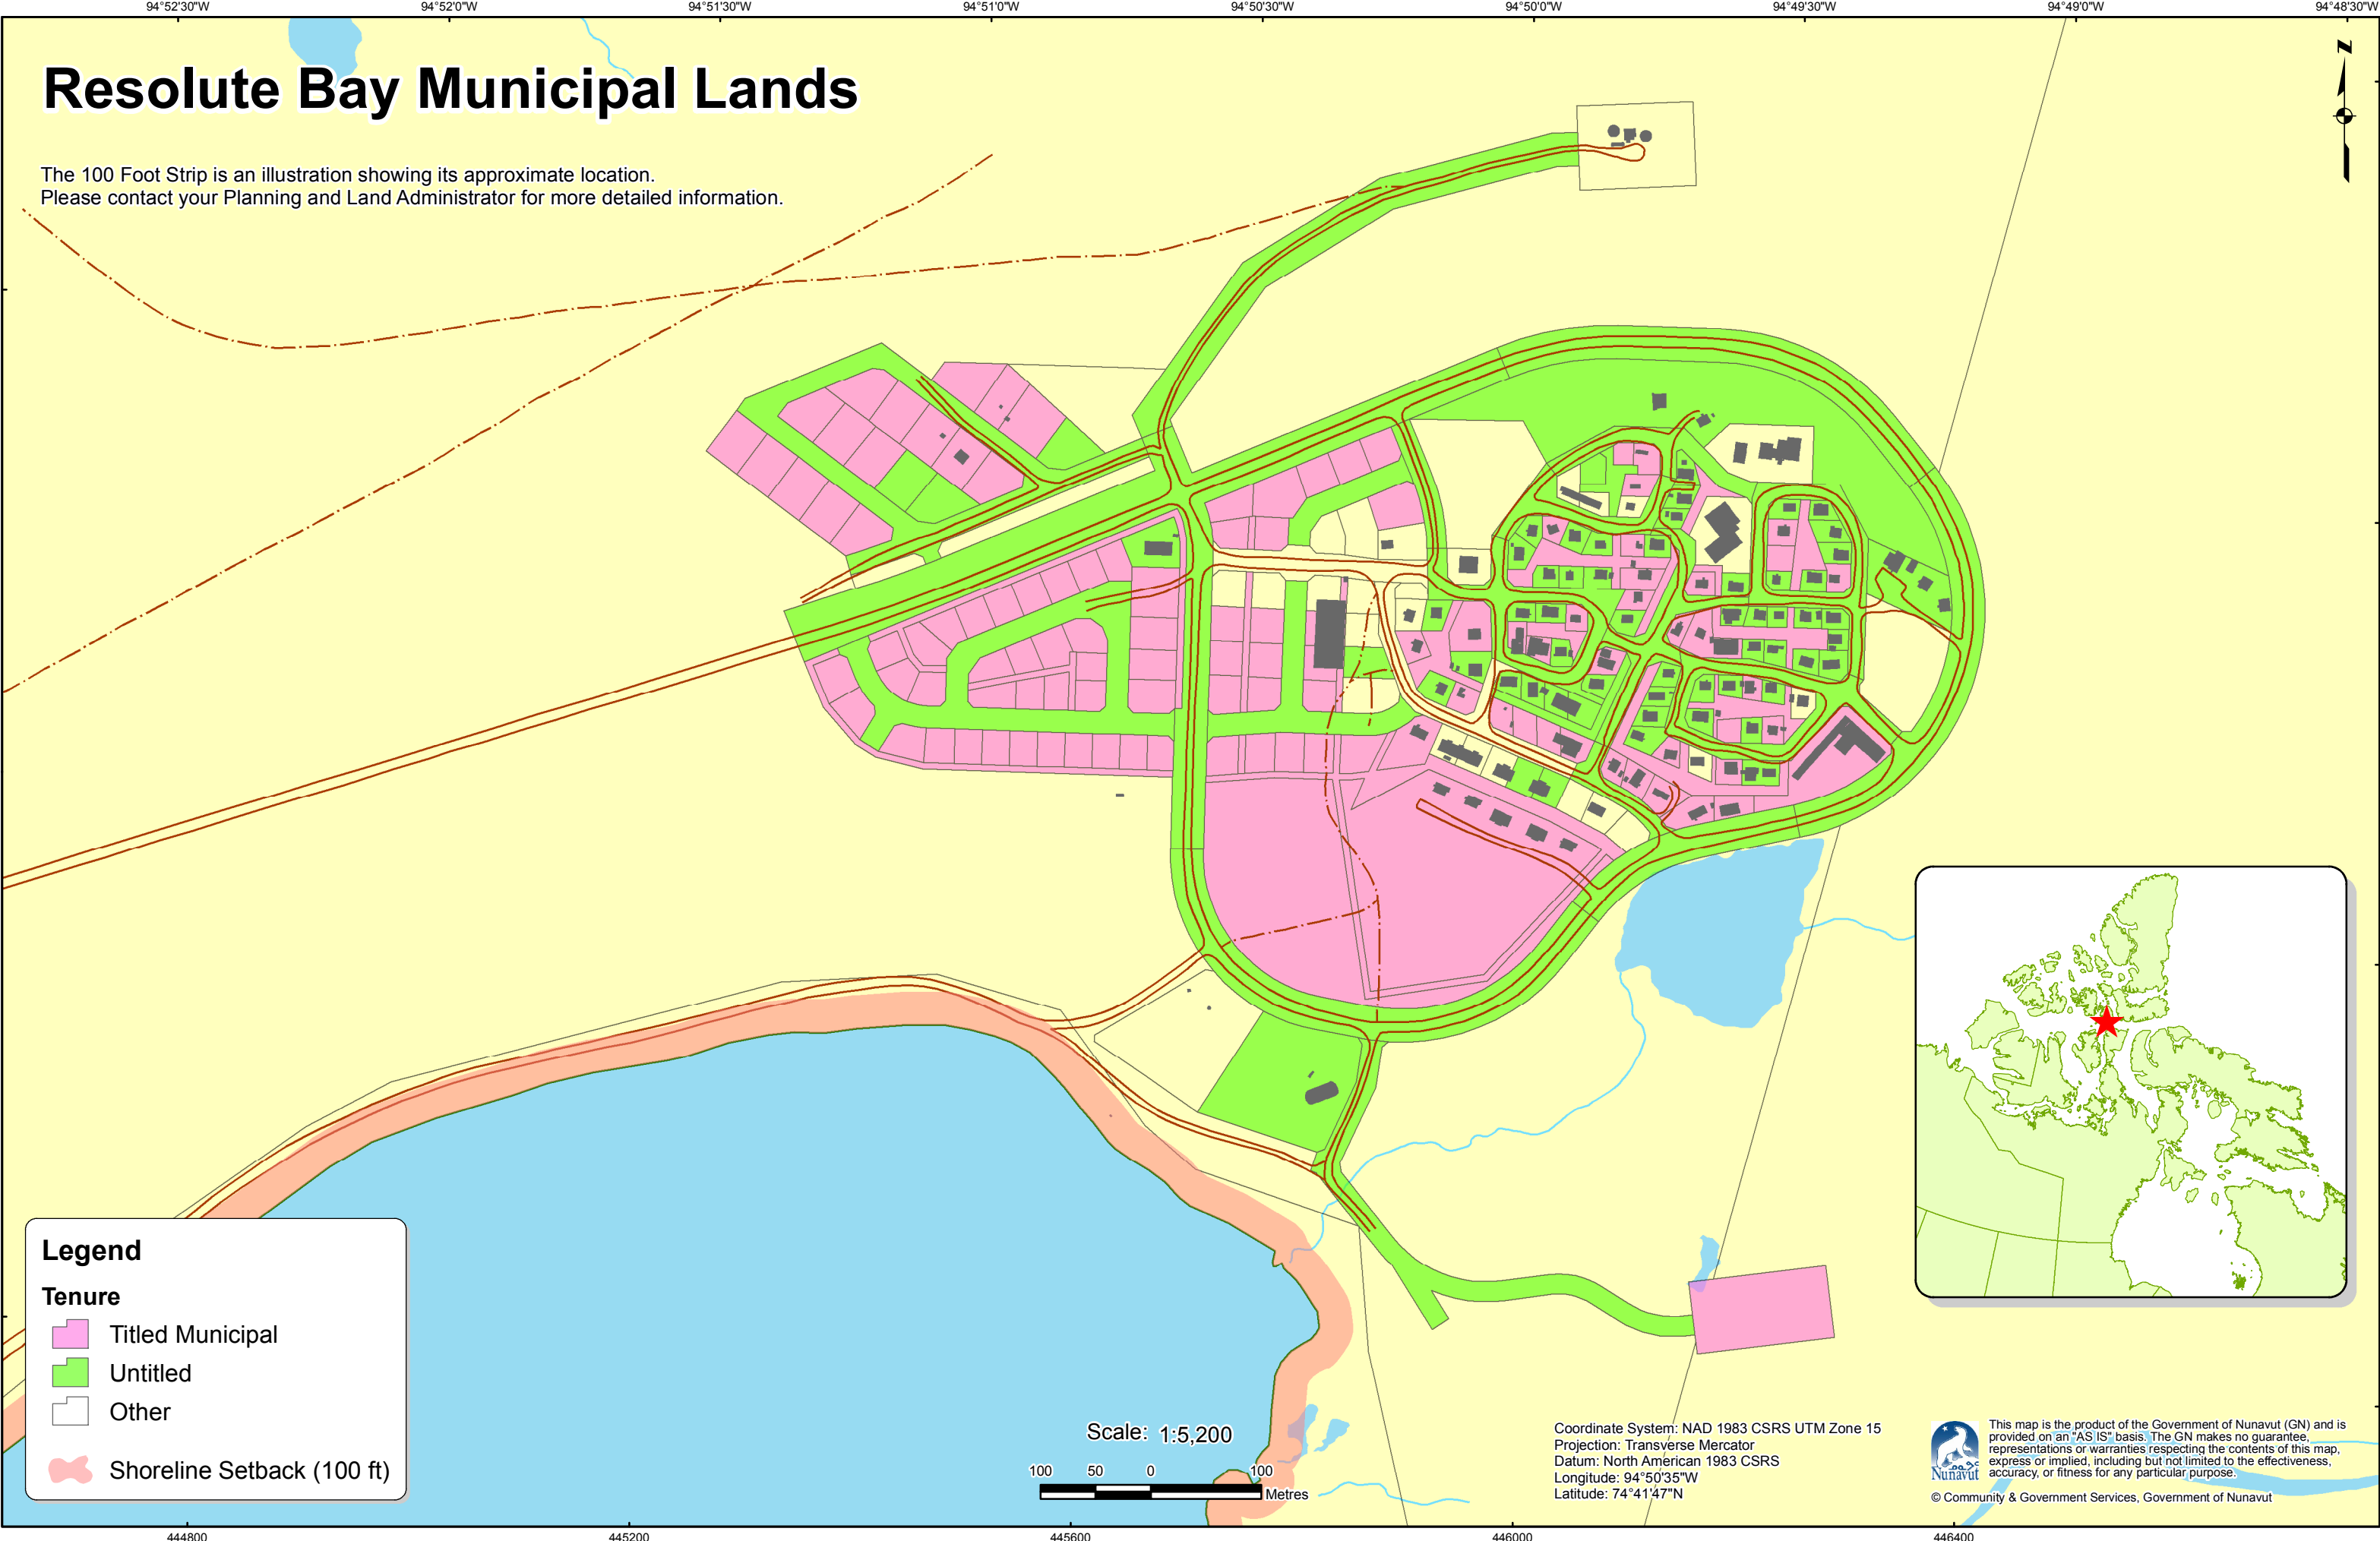 94°52'30"W 94°52'0"W 94°51'30"W 94°51'0"W 94°50'30"W 94°50'0"W 94°49'30"W 94°49'0"W 94°48'30"W
Resolute Bay Municipal Lands
The 100 Foot Strip is an illustration showing its approximate location.
Please contact your Planning and Land Administrator for more detailed information.
N
Legend
Tenure
Titled Municipal
Untitled
Other
Shoreline Setback (100 ft)
Scale: 1:5,200
100 50 0 100
Metres
Coordinate System: NAD 1983 CSRS UTM Zone 15
Projection: Transverse Mercator
Datum: North American 1983 CSRS
Longitude: 94°50'35"W
Latitude: 74°41'47"N
Nunavut
This map is the product of the Government of Nunavut (GN) and is
provided on an "AS IS" basis. The GN makes no guarantee,
representations or warranties respecting the contents of this map,
express or implied, including but not limited to the effectiveness,
accuracy, or fitness for any particular purpose.
© Community & Government Services, Government of Nunavut
444800 445200 445600 446000 446400